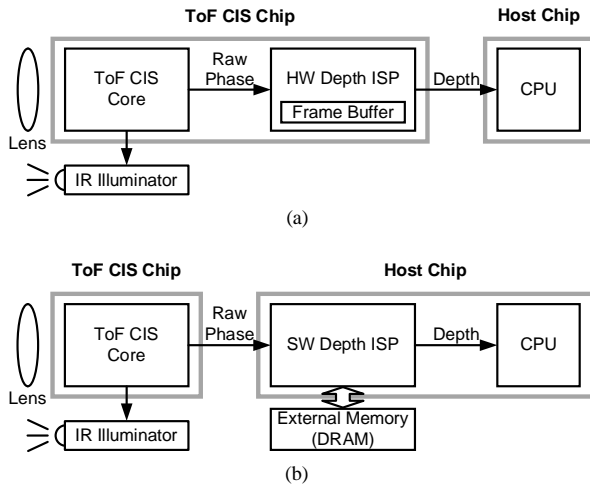 ToF CIS Chip
Host Chip
ToF CIS
Core
Raw
Phase
HW Depth ISP
Frame Buffer
Depth
CPU
Lens
IR Illuminator
(a)
ToF CIS Chip
Host Chip
ToF CIS
Core
Raw
Phase
SW Depth ISP
Depth
CPU
Lens
IR Illuminator
External Memory
(DRAM)
(b)